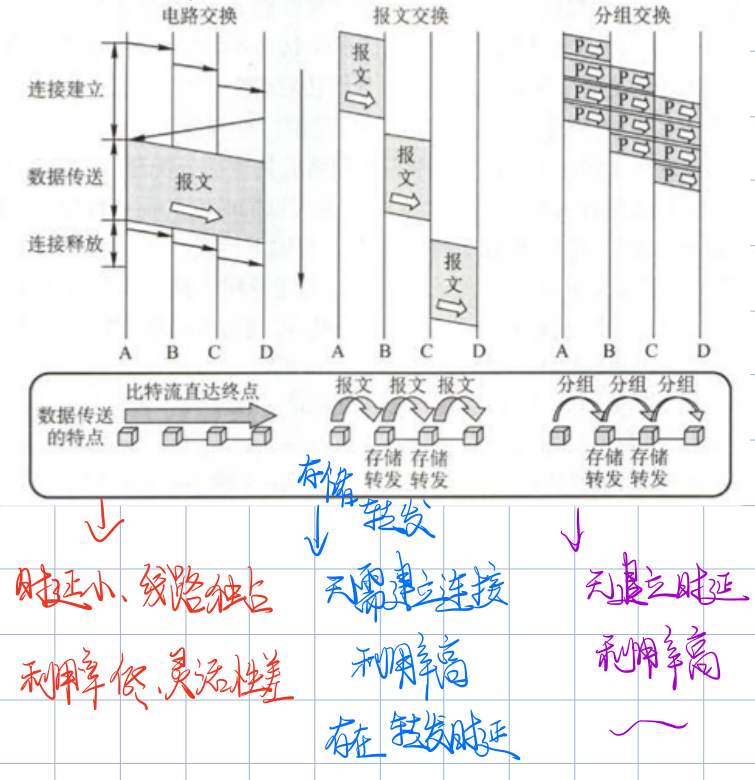 电路交换 报文交换 分组交换
连接建立
数据传送
连接释放
报文
报文
报文
报文
P P P P
P P P P
P P P P
A B C D
A B C D
A B C D
数据传送的特点
比特流直达终点
报文 报文 报文
分组 分组 分组
存储转发 存储转发
存储转发 存储转发
存储转发
时延小、线路独占
利用率低、灵活性差
无需建立连接
利用率高
存在转发时延
无建立时延
利用率高